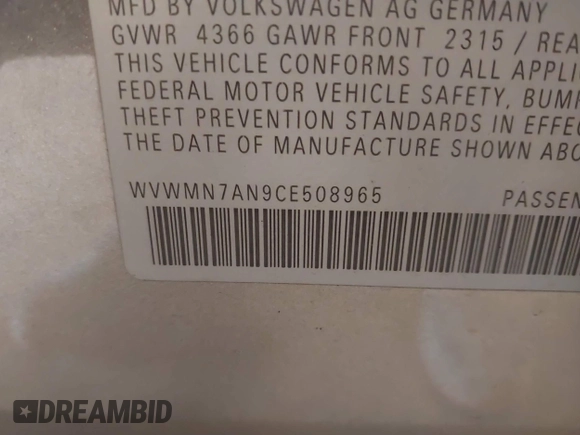 MFD BY VOLKSWAGEN AG GERMANY
GVWR 4366 GAWR FRONT 2315 / REA
THIS VEHICLE CONFORMS TO ALL APPLI
FEDERAL MOTOR VEHICLE SAFETY, BUMP
THEFT PREVENTION STANDARDS IN EFFEC
THE DATE OF MANUFACTURE SHOWN ABO
WVWMN7AN9CE508965 PASSEN
DREAMBID